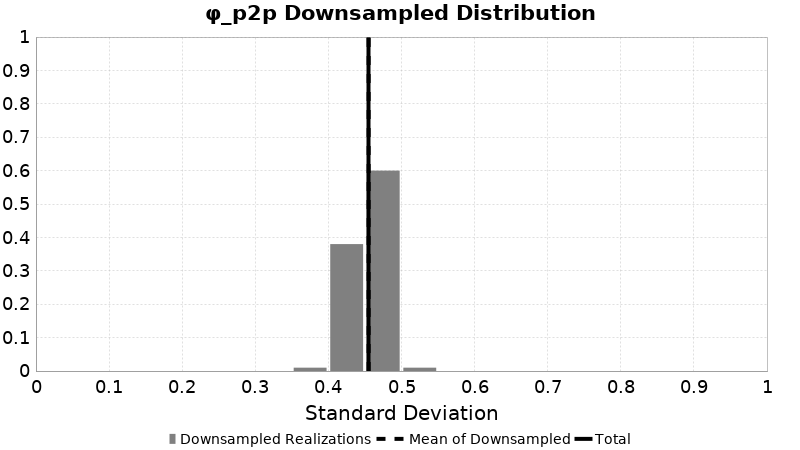 φ_p2p Downsampled Distribution
1
0.9
0.8
0.7
0.6
0.5
0.4
0.3
0.2
0.1
0
0 0.1 0.2 0.3 0.4 0.5 0.6 0.7 0.8 0.9 1
Standard Deviation
Downsampled Realizations Mean of Downsampled Total